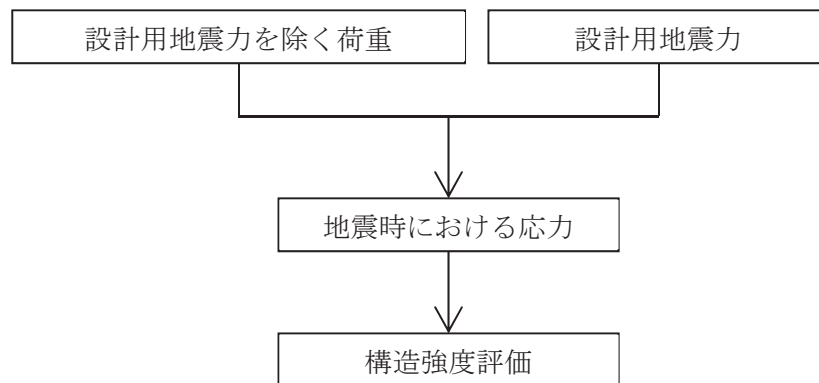 設計用地震力を除く荷重
設計用地震力
地震時における応力
構造強度評価